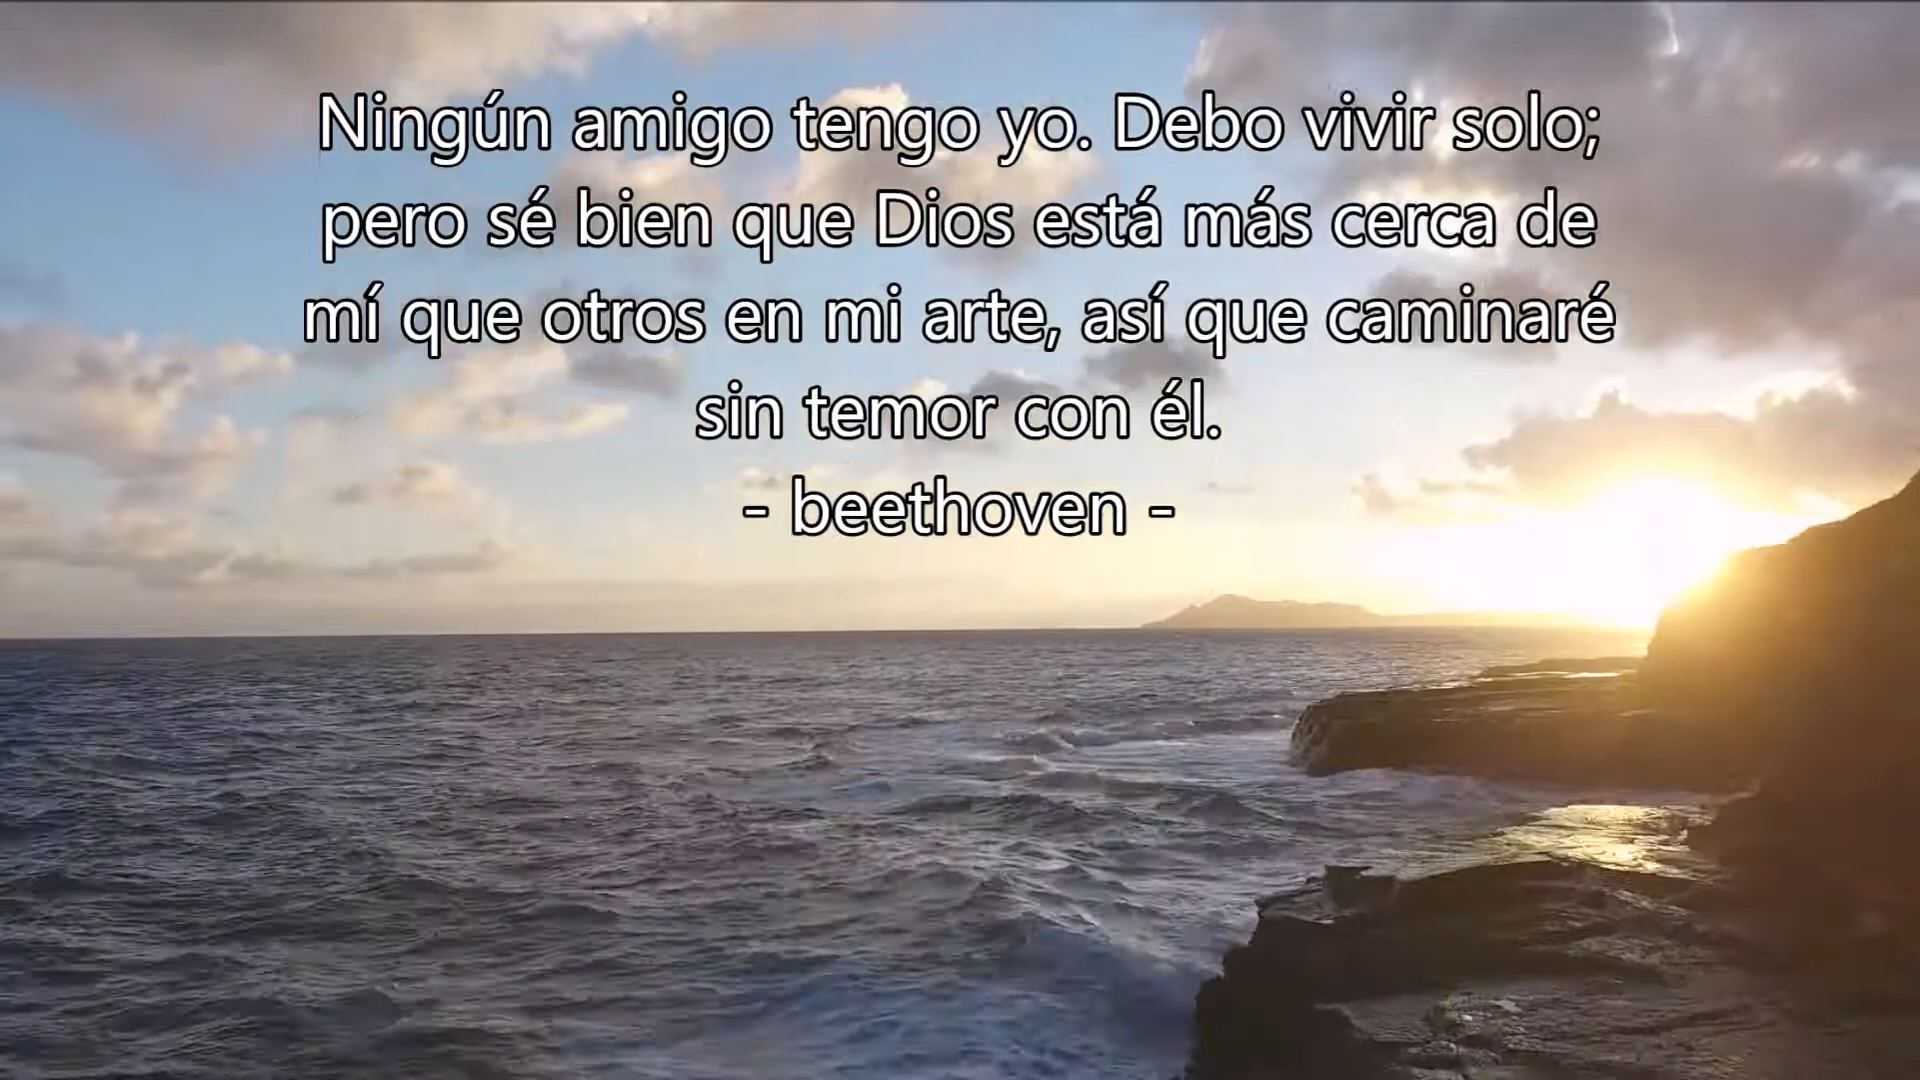 Ningún amigo tengo yo. Debo vivir solo;
pero sé bien que Dios está más cerca de
mí que otros en mi arte, así que caminaré
sin temor con él.
- beethoven -